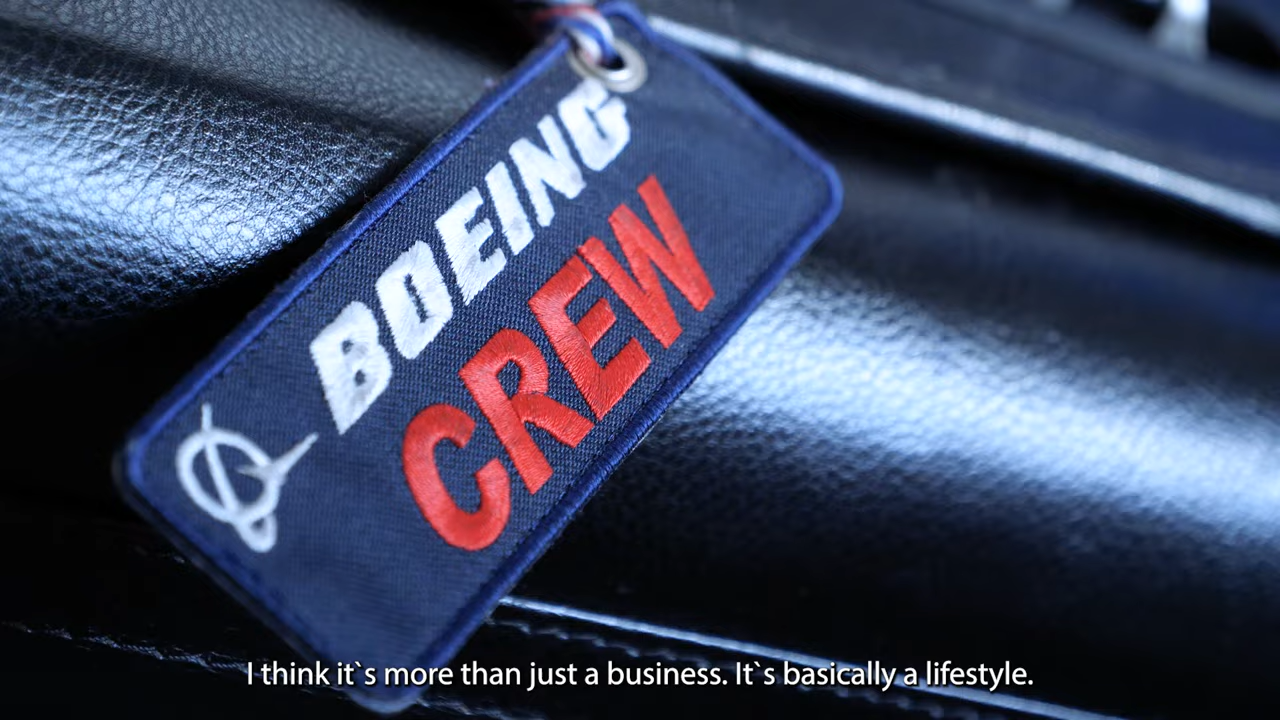 BOEING
CREW
I think it`s more than just a business. It`s basically a lifestyle.